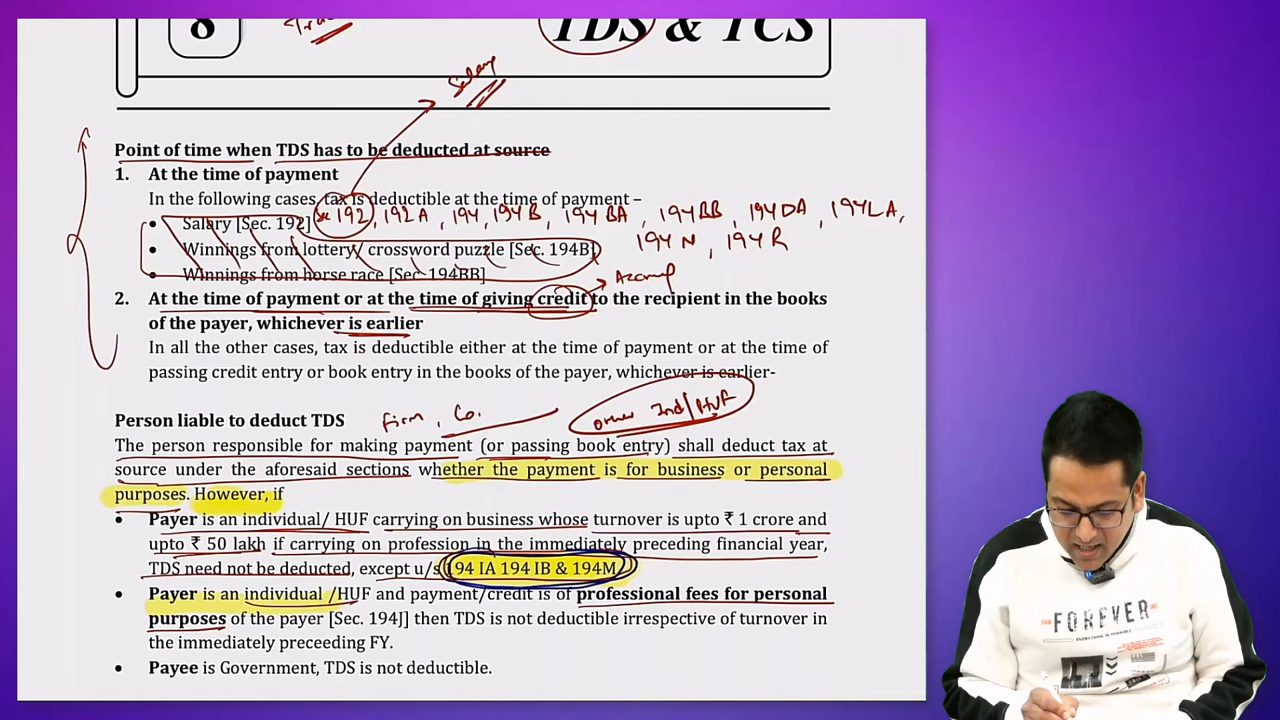 8
TDS & TCS
Salary
Point of time when TDS has to be deducted at source
1. At the time of payment
In the following cases, tax is deductible at the time of payment –
• Salary [Sec. 192] Sec 192, 192A, 194, 194B, 194BA, 194BB, 194DA, 194LA,
• Winnings from lottery/ crossword puzzle [Sec. 194B] 194N, 194R
• Winnings from horse race [Sec 194BB]
2. At the time of payment or at the time of giving credit to the recipient in the books
of the payer, whichever is earlier
In all the other cases, tax is deductible either at the time of payment or at the time of
passing credit entry or book entry in the books of the payer, whichever is earlier-
Person liable to deduct TDS Firm, Co. Ind/HUF
The person responsible for making payment (or passing book entry) shall deduct tax at
source under the aforesaid sections whether the payment is for business or personal
purposes. However, if
• Payer is an individual/ HUF carrying on business whose turnover is upto ₹ 1 crore and
upto ₹ 50 lakh if carrying on profession in the immediately preceding financial year,
TDS need not be deducted, except u/s 94 IA 194 IB & 194M
• Payer is an individual /HUF and payment/credit is of professional fees for personal
purposes of the payer [Sec. 194J] then TDS is not deductible irrespective of turnover in
the immediately preceeding FY.
• Payee is Government, TDS is not deductible.
FOREVER